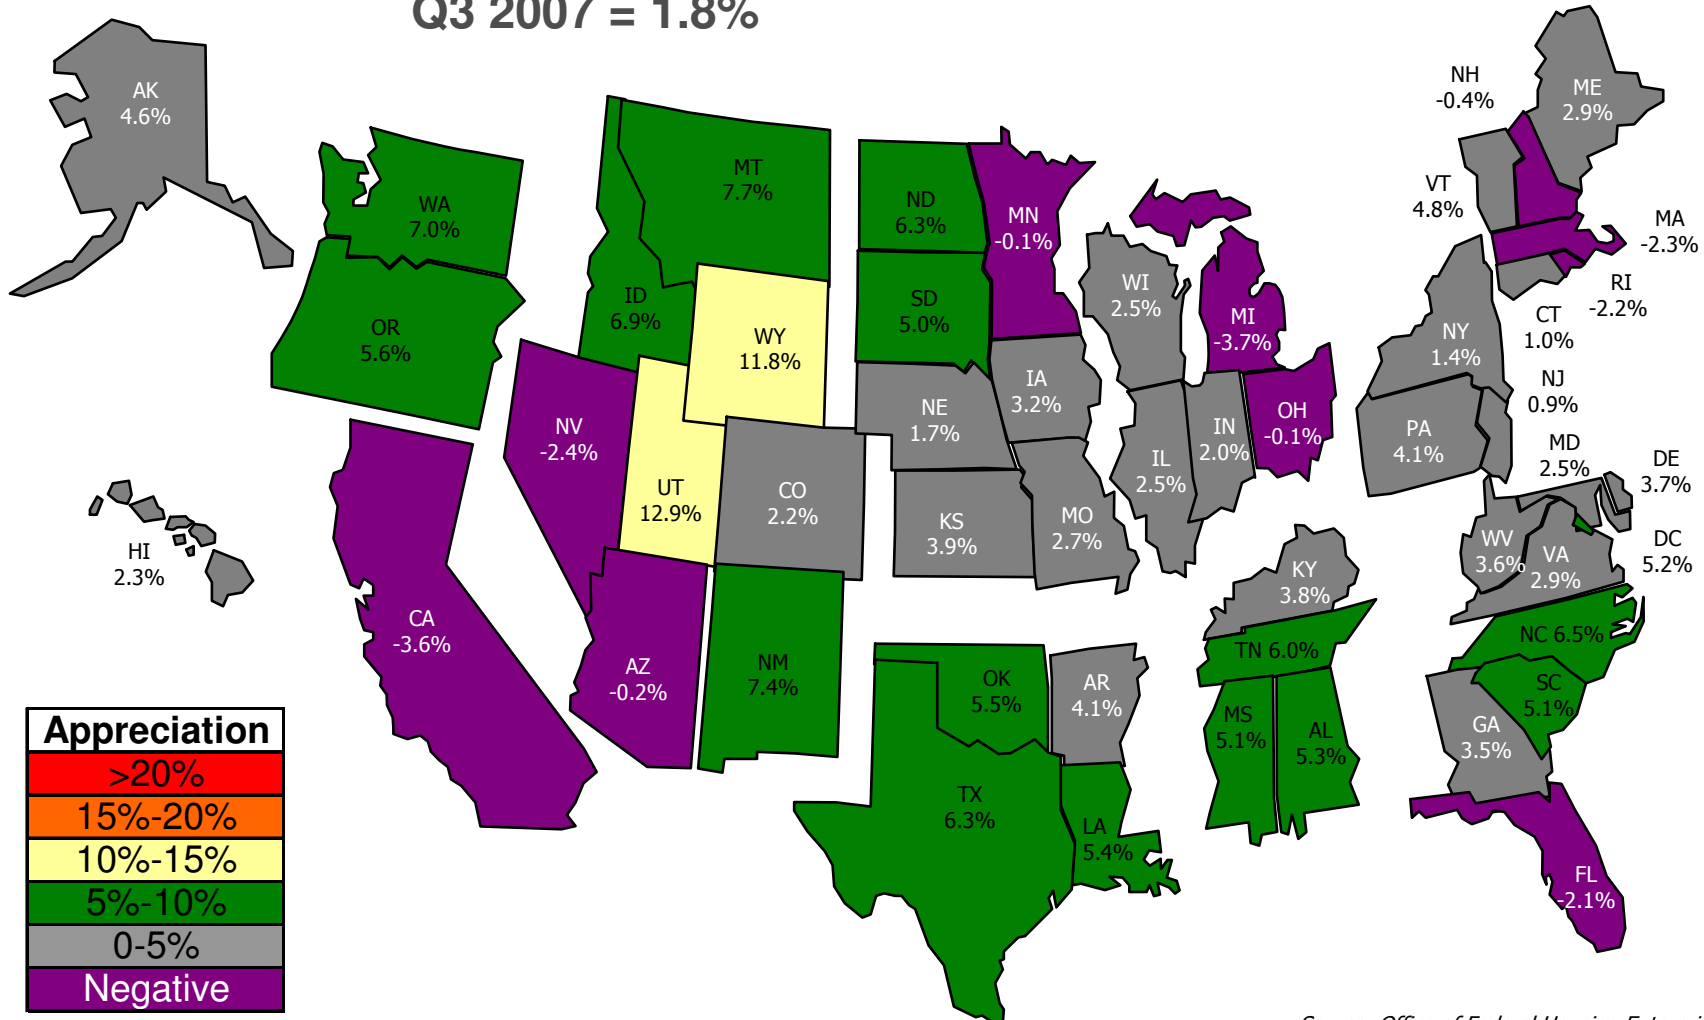 Q3 2007 = 1.8%
AK
4.6%
HI
2.3%
WA
7.0%
OR
5.6%
CA
-3.6%
NV
-2.4%
ID
6.9%
MT
7.7%
WY
11.8%
UT
12.9%
CO
2.2%
AZ
-0.2%
NM
7.4%
ND
6.3%
SD
5.0%
NE
1.7%
KS
3.9%
MN
-0.1%
IA
3.2%
MO
2.7%
OK
5.5%
TX
6.3%
AR
4.1%
LA
5.4%
WI
2.5%
IL
2.5%
MI
-3.7%
IN
2.0%
OH
-0.1%
KY
3.8%
TN 6.0%
MS
5.1%
AL
5.3%
NH
-0.4%
ME
2.9%
VT
4.8%
MA
-2.3%
RI
-2.2%
CT
1.0%
NY
1.4%
NJ
0.9%
PA
4.1%
MD
2.5%
DE
3.7%
DC
5.2%
WV
3.6%
VA
2.9%
NC 6.5%
SC
5.1%
GA
3.5%
FL
-2.1%
Appreciation
>20%
15%-20%
10%-15%
5%-10%
0-5%
Negative